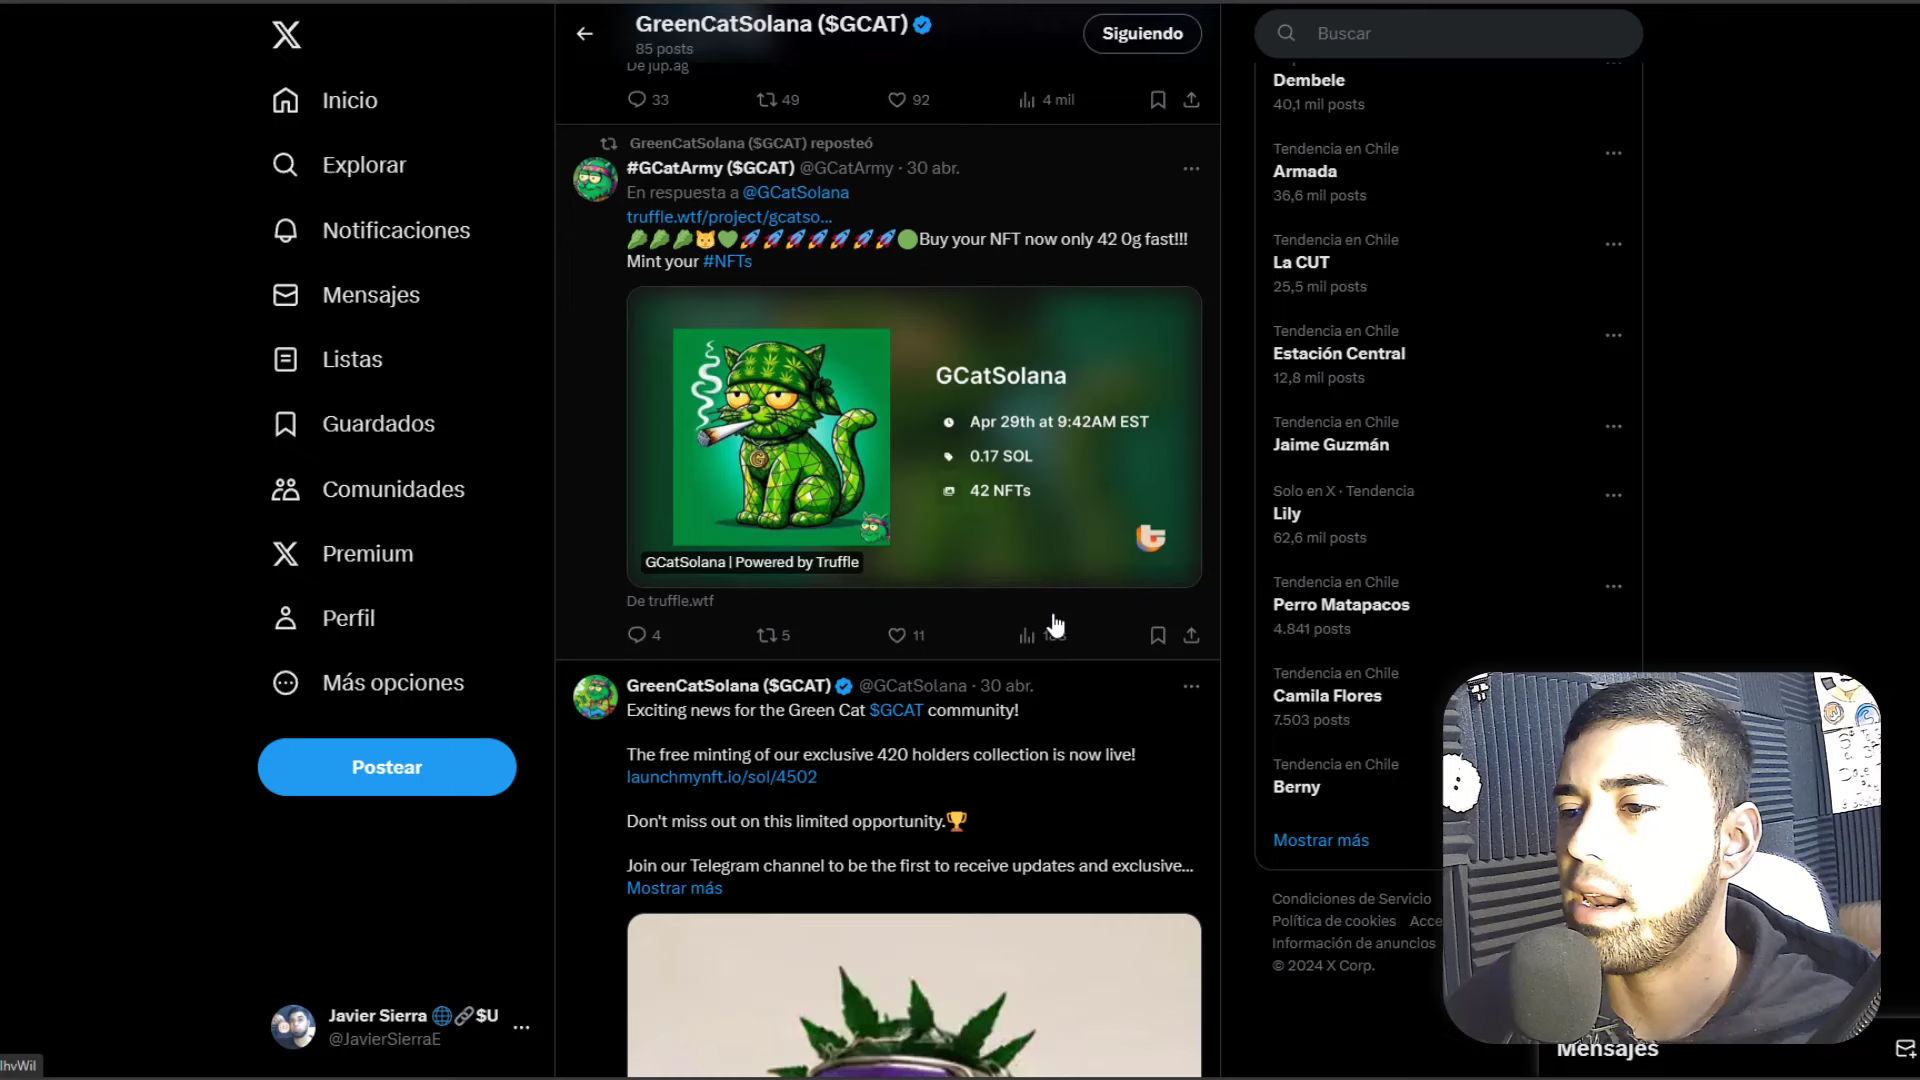 Inicio
Explorar
Notificaciones
Mensajes
Listas
Guardados
Comunidades
Premium
Perfil
Más opciones
Postear
Javier Sierra 🌐🔗 $U
@JavierSierraE
lhvWil
GreenCatSolana ($GCAT)
85 posts
Siguiendo
De jup.ag
33 49 92 4 mil
GreenCatSolana ($GCAT) reposteó
#GCatArmy ($GCAT) @GCatArmy · 30 abr.
En respuesta a @GCatSolana
truffle.wtf/project/gcatso...
🥬🥬🥬🐱💚🚀🚀🚀🚀🚀🚀🚀🟢Buy your NFT now only 42 0g fast!!!
Mint your #NFTs
GCatSolana
Apr 29th at 9:42AM EST
0.17 SOL
42 NFTs
GCatSolana | Powered by Truffle
De truffle.wtf
4 5 11
GreenCatSolana ($GCAT) @GCatSolana · 30 abr.
Exciting news for the Green Cat $GCAT community!
The free minting of our exclusive 420 holders collection is now live!
launchmynft.io/sol/4502
Don't miss out on this limited opportunity.🏆
Join our Telegram channel to be the first to receive updates and exclusive...
Mostrar más
Buscar
Dembele
40,1 mil posts
Tendencia en Chile
Armada
36,6 mil posts
Tendencia en Chile
La CUT
25,5 mil posts
Tendencia en Chile
Estación Central
12,8 mil posts
Tendencia en Chile
Jaime Guzmán
Solo en X · Tendencia
Lily
62,6 mil posts
Tendencia en Chile
Perro Matapacos
4.841 posts
Tendencia en Chile
Camila Flores
7.503 posts
Tendencia en Chile
Berny
Mostrar más
Condiciones de Servicio
Política de cookies Acce
Información de anuncios
© 2024 X Corp.
Mensajes